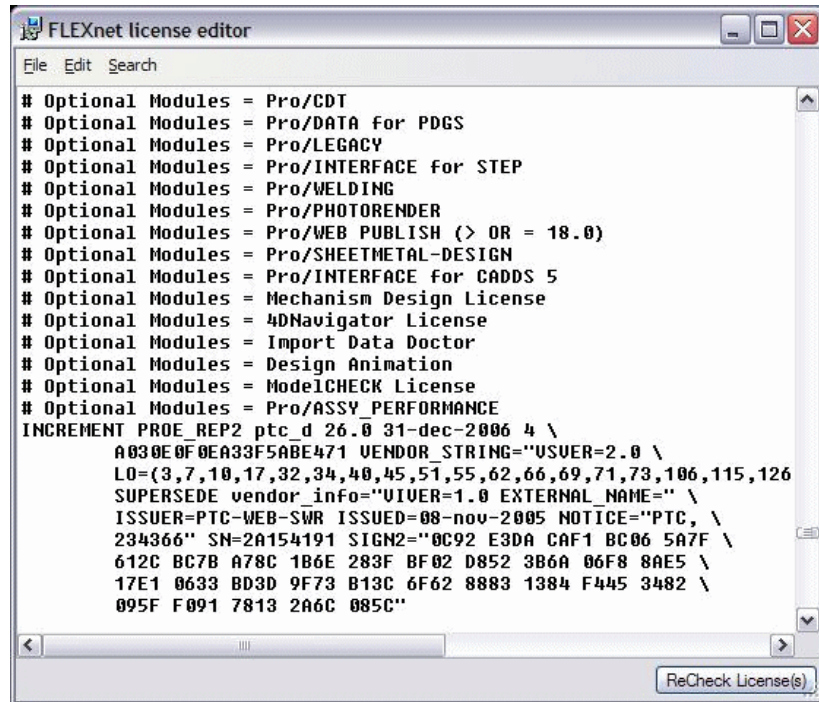 FLEXnet license editor
File Edit Search
# Optional Modules = Pro/CDT
# Optional Modules = Pro/DATA for PDGS
# Optional Modules = Pro/LEGACY
# Optional Modules = Pro/INTERFACE for STEP
# Optional Modules = Pro/WELDING
# Optional Modules = Pro/PHOTORENDER
# Optional Modules = Pro/WEB PUBLISH (> OR = 18.0)
# Optional Modules = Pro/SHEETMETAL-DESIGN
# Optional Modules = Pro/INTERFACE for CADDS 5
# Optional Modules = Mechanism Design License
# Optional Modules = 4DNavigator License
# Optional Modules = Import Data Doctor
# Optional Modules = Design Animation
# Optional Modules = ModelCHECK License
# Optional Modules = Pro/ASSY_PERFORMANCE
INCREMENT PROE_REP2 ptc_d 26.0 31-dec-2006 4 \
A030E0F0EA33F5ABE471 VENDOR_STRING="VSVER=2.0 \
LO=(3,7,10,17,32,34,40,45,51,55,62,66,69,71,73,106,115,126
SUPERSEDE vendor_info="VIVER=1.0 EXTERNAL_NAME=" \
ISSUER=PTC-WEB-SWR ISSUED=08-nov-2005 NOTICE="PTC, \
234366" SN=2A154191 SIGN2="0C92 E3DA CAF1 BC06 5A7F \
612C BC7B A78C 1B6E 283F BF02 D852 3B6A 06F8 8AE5 \
17E1 0633 BD3D 9F73 B13C 6F62 8883 1384 F445 3482 \
095F F091 7813 2A6C 085C"
ReCheck License(s)